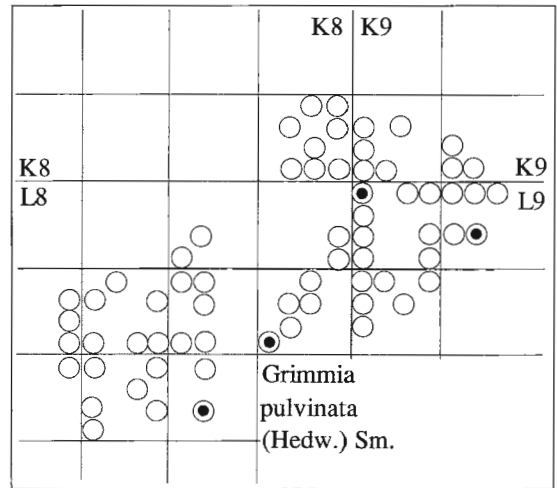 K8 K9
K8 K9
L8 L9
Grimmia
pulvinata
(Hedw.) Sm.